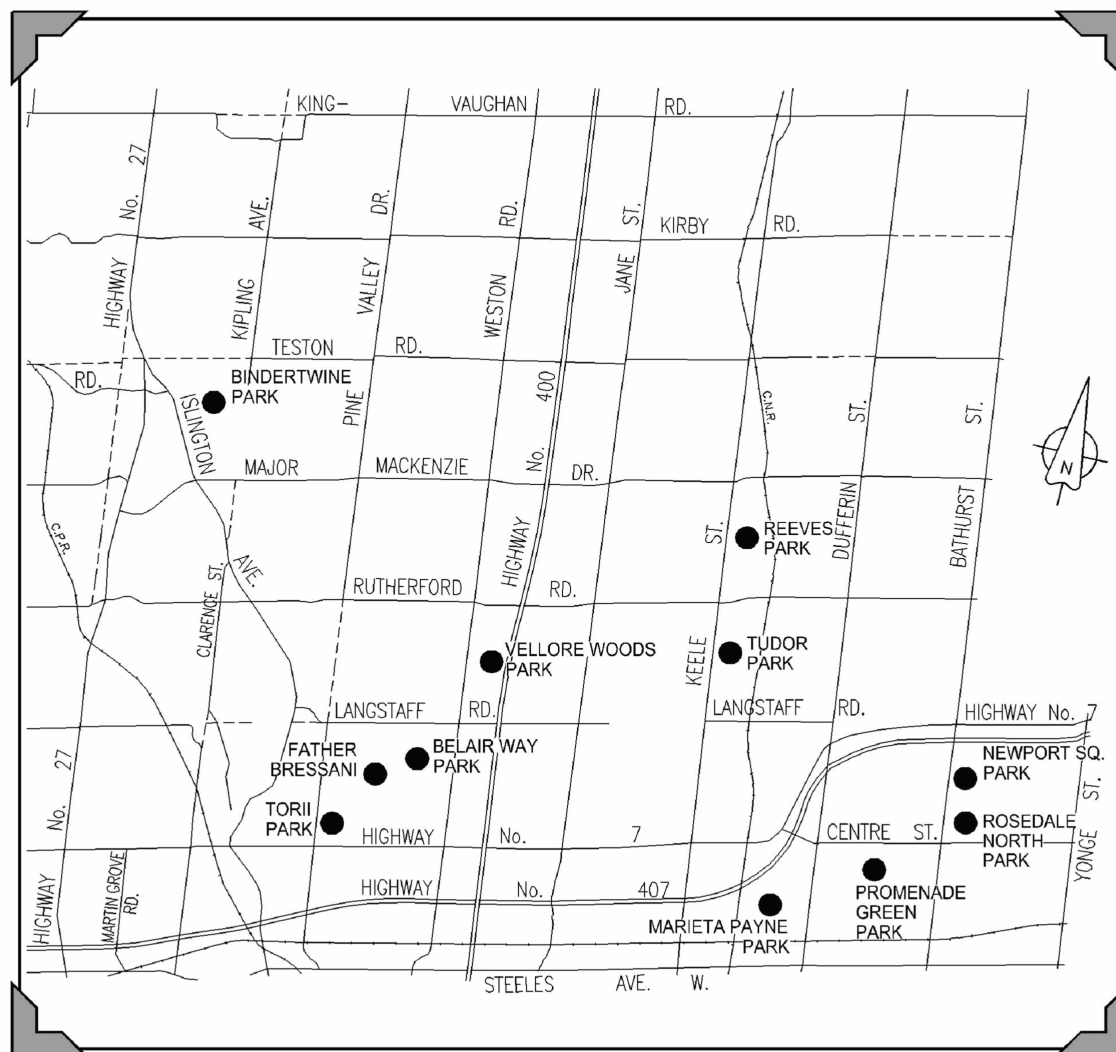 KING- VAUGHAN RD.
HIGHWAY No. 27
KIPLING AVE.
PINE VALLEY DR.
WESTON RD.
JANE ST.
KIRBY RD.
TESTON RD.
RD.
BINDERTWINE
PARK
ISLINGTON AVE.
HIGHWAY No. 400
C.N.R.
DUFFERIN ST.
BATHURST ST.
N
MAJOR MACKENZIE DR.
C.P.R.
KEELE ST.
REEVES
PARK
CLARENCE ST.
RUTHERFORD RD.
VELLORE WOODS
PARK
TUDOR
PARK
LANGSTAFF RD.
LANGSTAFF RD.
HIGHWAY No. 7
FATHER
BRESSANI
BELAIR WAY
PARK
NEWPORT SQ.
PARK
TORII
PARK
HIGHWAY No. 7
CENTRE ST.
ROSEDALE
NORTH
PARK
YONGE ST.
HIGHWAY No. 27
MARTIN GROVE
RD.
HIGHWAY No. 407
PROMENADE
GREEN
PARK
MARIETA PAYNE
PARK
STEELES AVE. W.